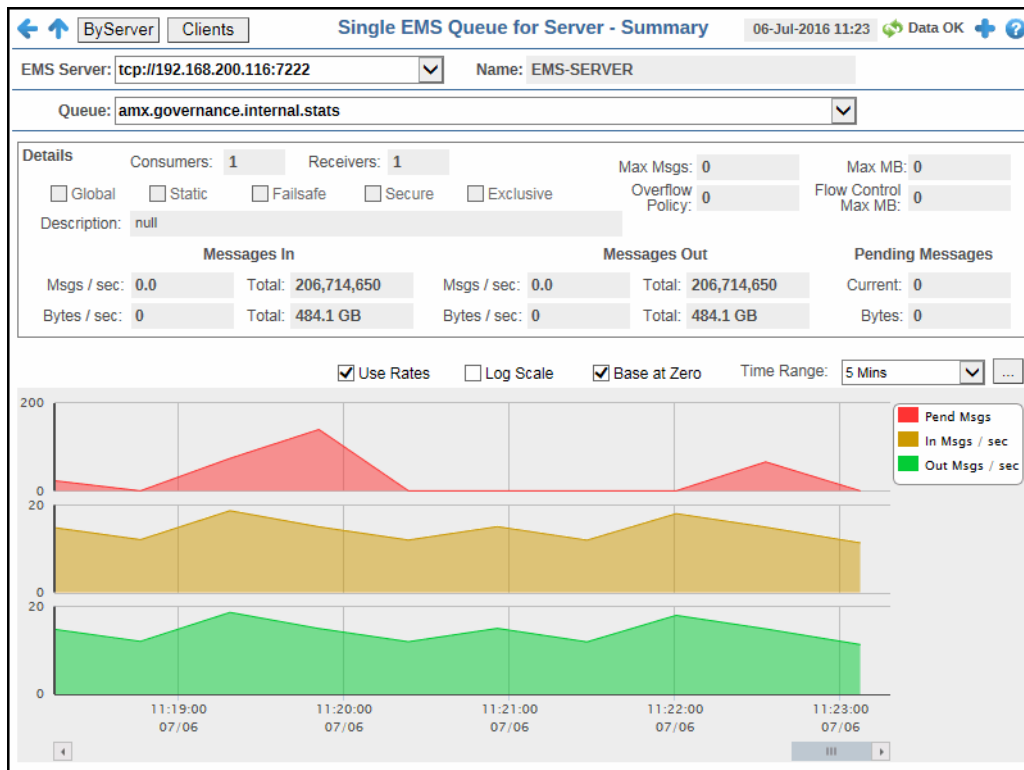 ByServer Clients Single EMS Queue for Server - Summary 06-Jul-2016 11:23 Data OK ?
EMS Server: tcp://192.168.200.116:7222 Name: EMS-SERVER
Queue: amx.governance.internal.stats
Details Consumers: 1 Receivers: 1 Max Msgs: 0 Max MB: 0
Global Static Failsafe Secure Exclusive Overflow Policy: 0 Flow Control Max MB: 0
Description: null
Messages In Messages Out Pending Messages
Msgs / sec: 0.0 Total: 206,714,650 Msgs / sec: 0.0 Total: 206,714,650 Current: 0
Bytes / sec: 0 Total: 484.1 GB Bytes / sec: 0 Total: 484.1 GB Bytes: 0
Use Rates Log Scale Base at Zero Time Range: 5 Mins ...
200
0
20
0
20
0
Pend Msgs
In Msgs / sec
Out Msgs / sec
11:19:00 11:20:00 11:21:00 11:22:00 11:23:00
07/06 07/06 07/06 07/06 07/06